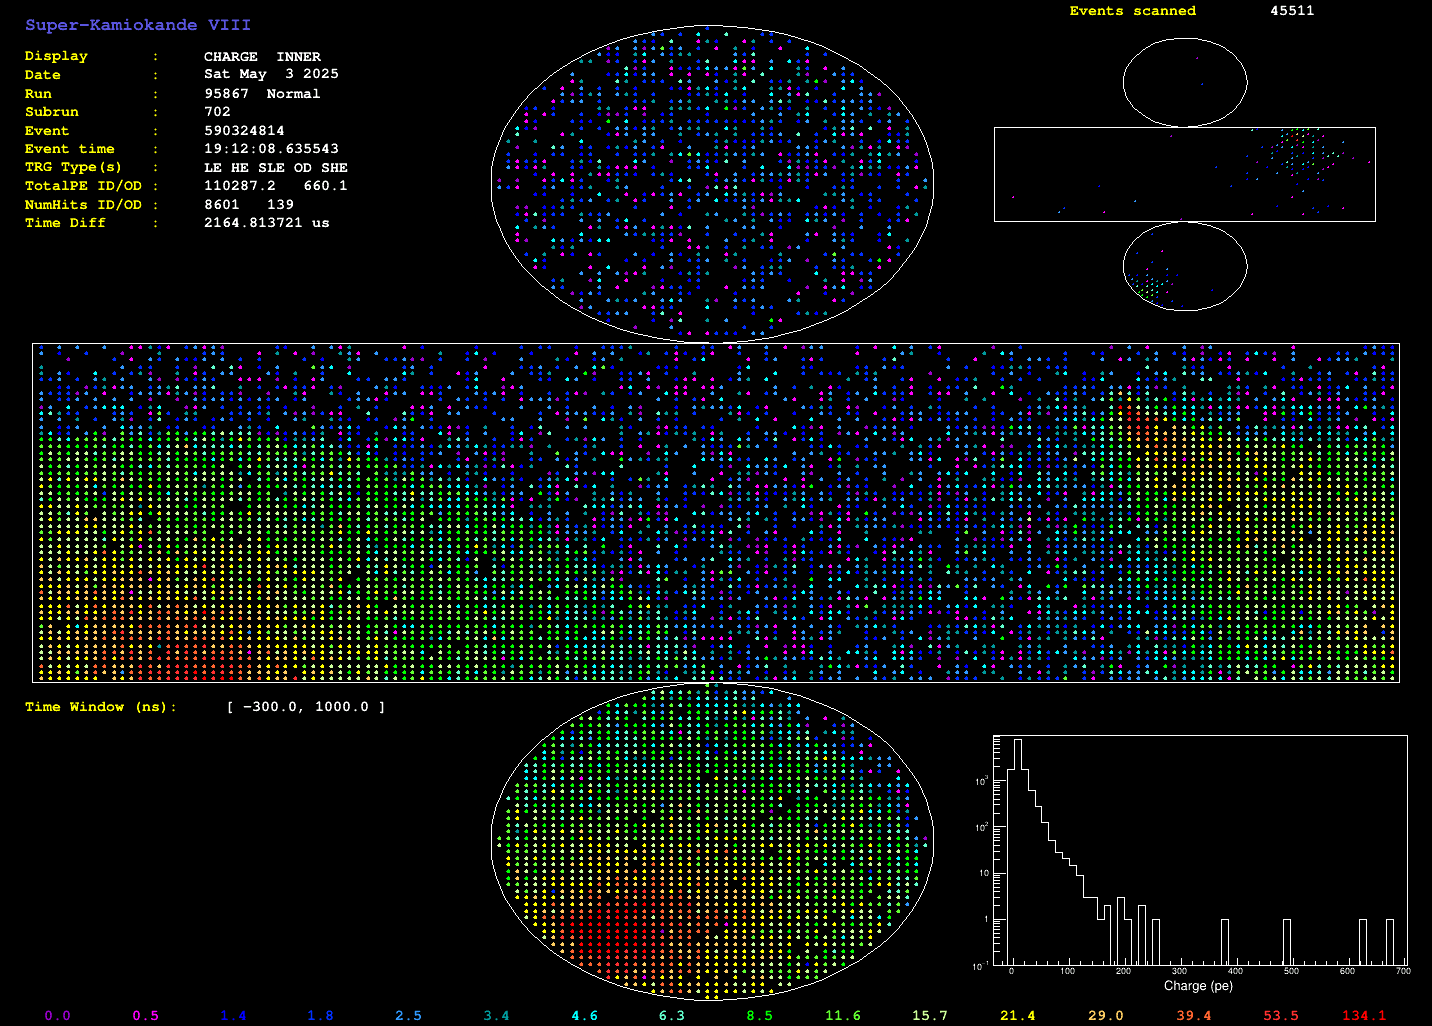 Super-Kamiokande VIII
Display : CHARGE INNER
Date : Sat May 3 2025
Run : 95867 Normal
Subrun : 702
Event : 590324814
Event time : 19:12:08.635543
TRG Type(s) : LE HE SLE OD SHE
TotalPE ID/OD : 110287.2 660.1
NumHits ID/OD : 8601 139
Time Diff : 2164.813721 us
Events scanned 45511
Time Window (ns): [ -300.0, 1000.0 ]
10³
10²
10
1
10⁻¹
0 100 200 300 400 500 600 700
Charge (pe)
0.0 0.5 1.4 1.8 2.5 3.4 4.6 6.3 8.5 11.6 15.7 21.4 29.0 39.4 53.5 134.1